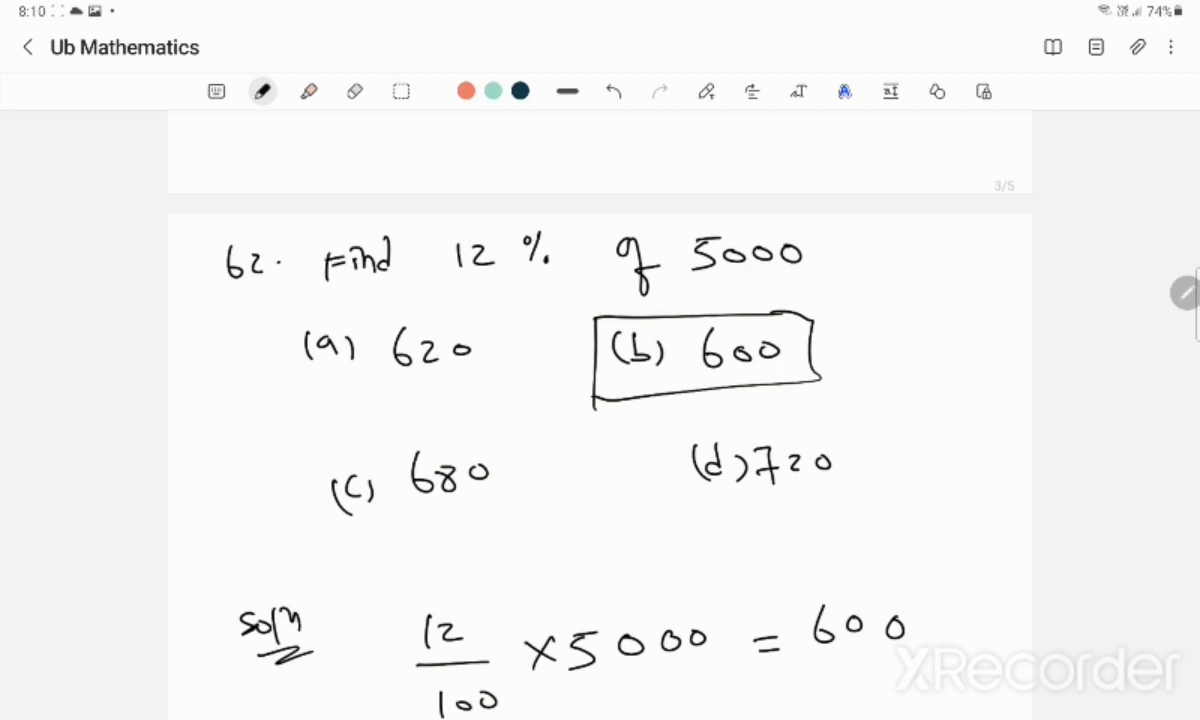 8:10 74%
Ub Mathematics
3/5
62. Find 12 % of 5000
(a) 620 (b) 600
(c) 680 (d) 720
Soln 12/100 × 5000 = 600
XRecorder